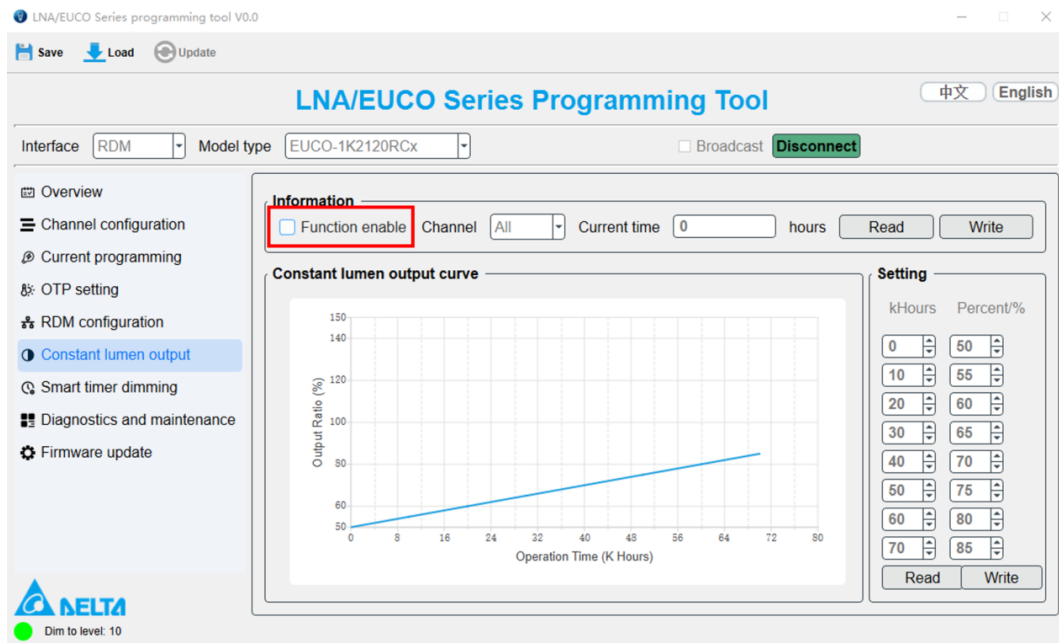 LNA/EUCO Series programming tool V0.0
Save Load Update
LNA/EUCO Series Programming Tool
中文 English
Interface RDM Model type EUCO-1K2120RCx Broadcast Disconnect
Overview
Channel configuration
Current programming
OTP setting
RDM configuration
Constant lumen output
Smart timer dimming
Diagnostics and maintenance
Firmware update
Information
Function enable Channel All Current time 0 hours Read Write
Constant lumen output curve
150
140
120
100
80
60
50
Output Ratio (%)
0 8 16 24 32 40 48 56 64 72 80
Operation Time (K Hours)
Setting
kHours Percent/%
0 50
10 55
20 60
30 65
40 70
50 75
60 80
70 85
Read Write
DELTA
Dim to level: 10